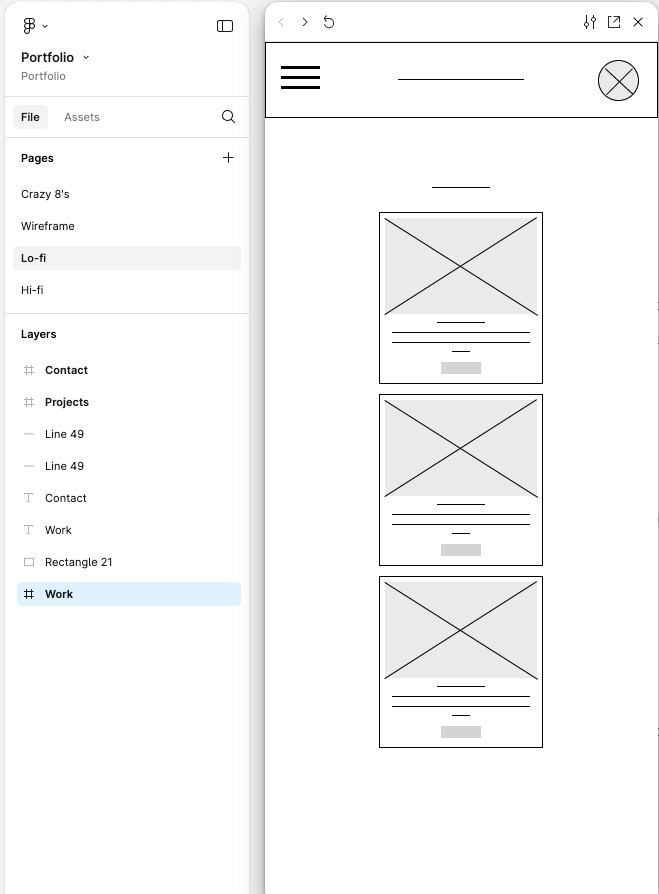 Portfolio
Portfolio
File
Assets
Pages
Crazy 8's
Wireframe
Lo-fi
Hi-fi
Layers
Contact
Projects
Line 49
Line 49
Contact
Work
Rectangle 21
Work